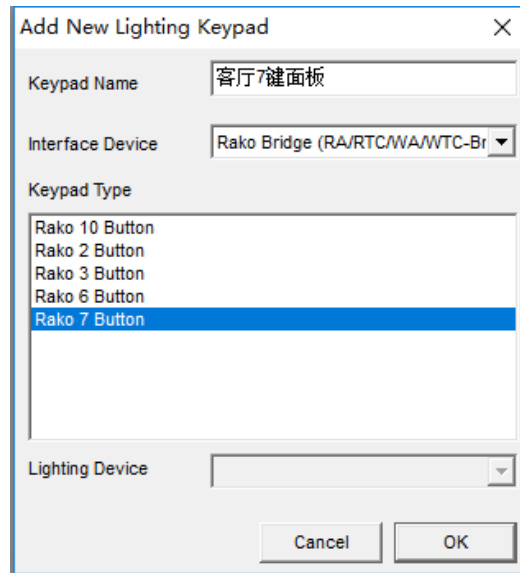 Add New Lighting Keypad
Keypad Name 客厅7键面板
Interface Device Rako Bridge (RA/RTC/WA/WTC-Br
Keypad Type
Rako 10 Button
Rako 2 Button
Rako 3 Button
Rako 6 Button
Rako 7 Button
Lighting Device
Cancel OK